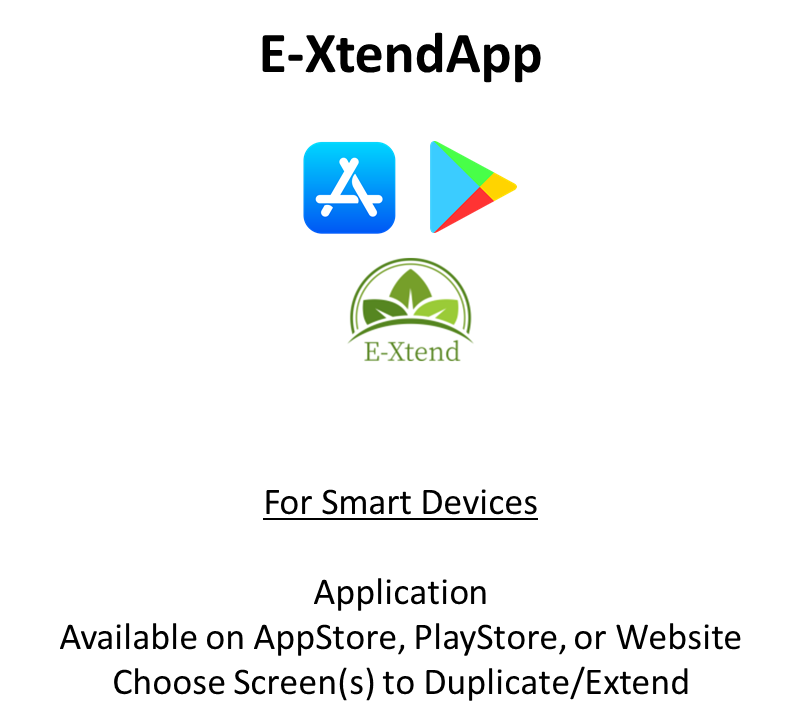 E-XtendApp
E-Xtend
For Smart Devices
Application
Available on AppStore, PlayStore, or Website
Choose Screen(s) to Duplicate/Extend